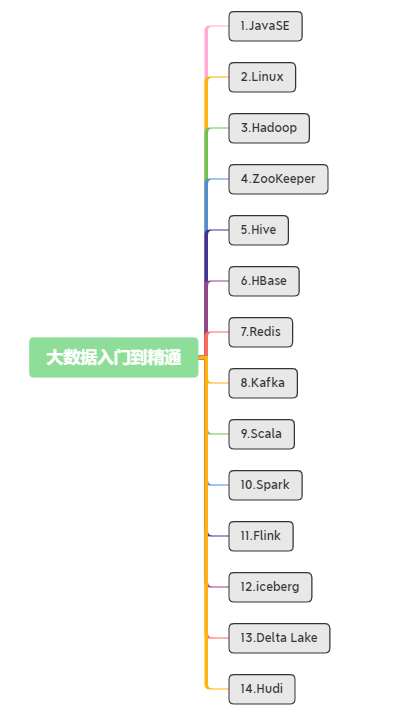 大数据入门到精通
1.JavaSE
2.Linux
3.Hadoop
4.ZooKeeper
5.Hive
6.HBase
7.Redis
8.Kafka
9.Scala
10.Spark
11.Flink
12.iceberg
13.Delta Lake
14.Hudi